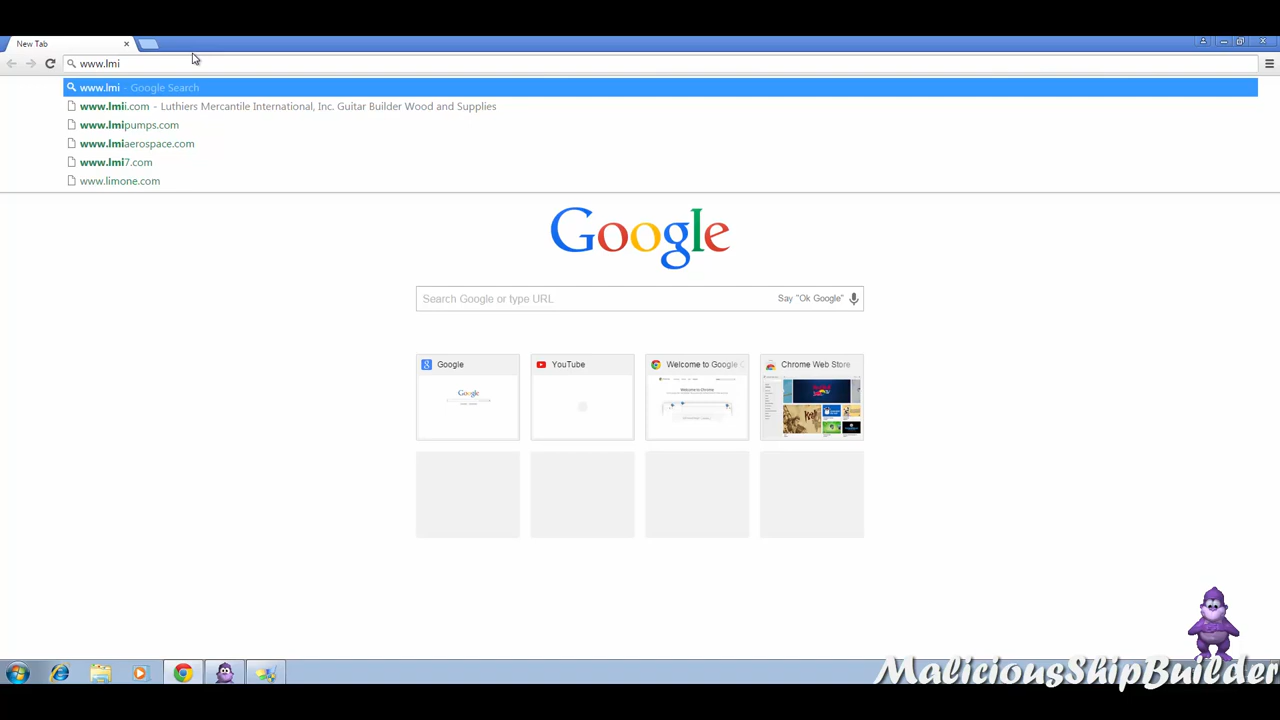 New Tab
www.lmi
www.lmi - Google Search
www.lmii.com - Luthiers Mercantile International, Inc. Guitar Builder Wood and Supplies
www.lmipumps.com
www.lmiaerospace.com
www.lmi7.com
www.limone.com
Google
Search Google or type URL Say "Ok Google"
Google YouTube Welcome to Google Chrome Web Store
Google
MaliciousShipBuilder